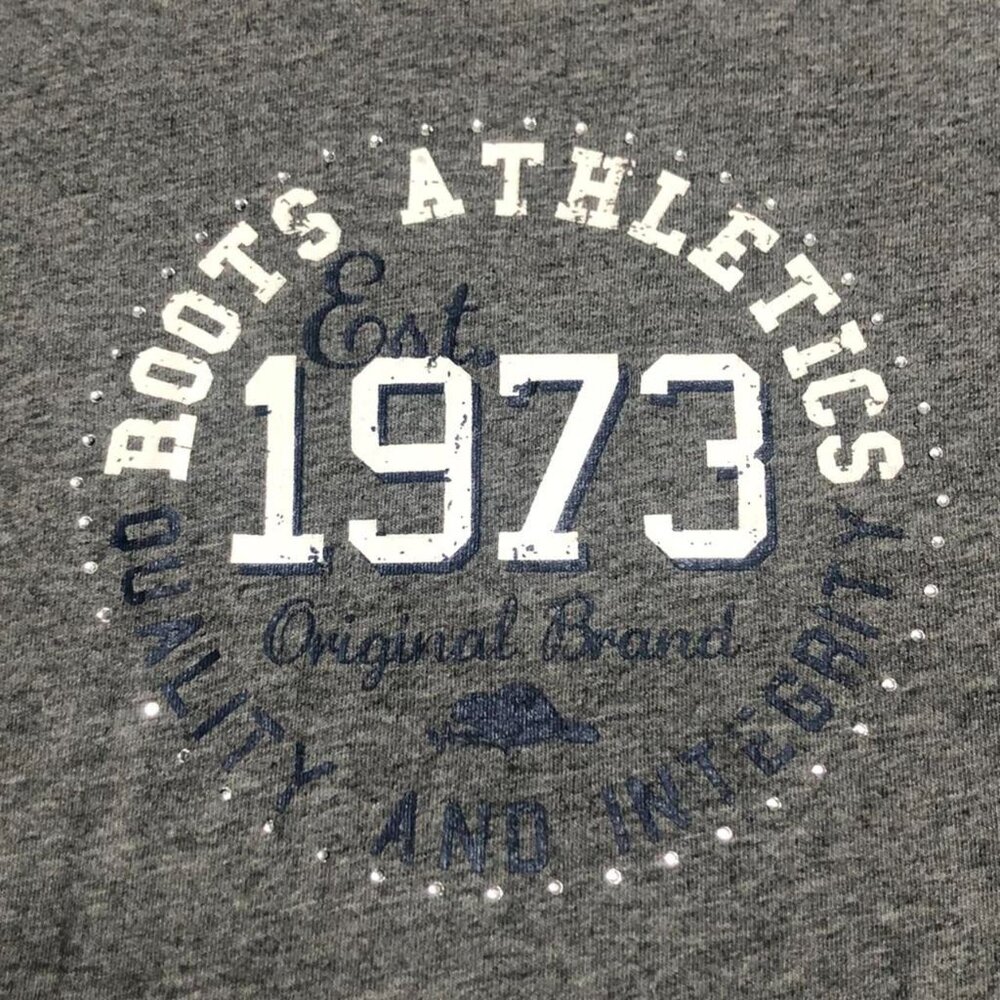 ROOTS ATHLETICS
Est.
1973
Original Brand
QUALITY AND INTEGRITY